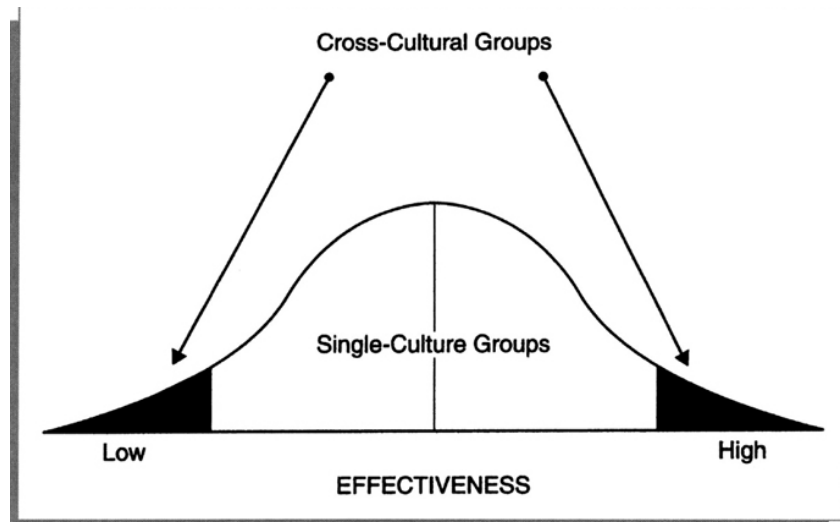 Cross-Cultural Groups
Single-Culture Groups
Low
High
EFFECTIVENESS